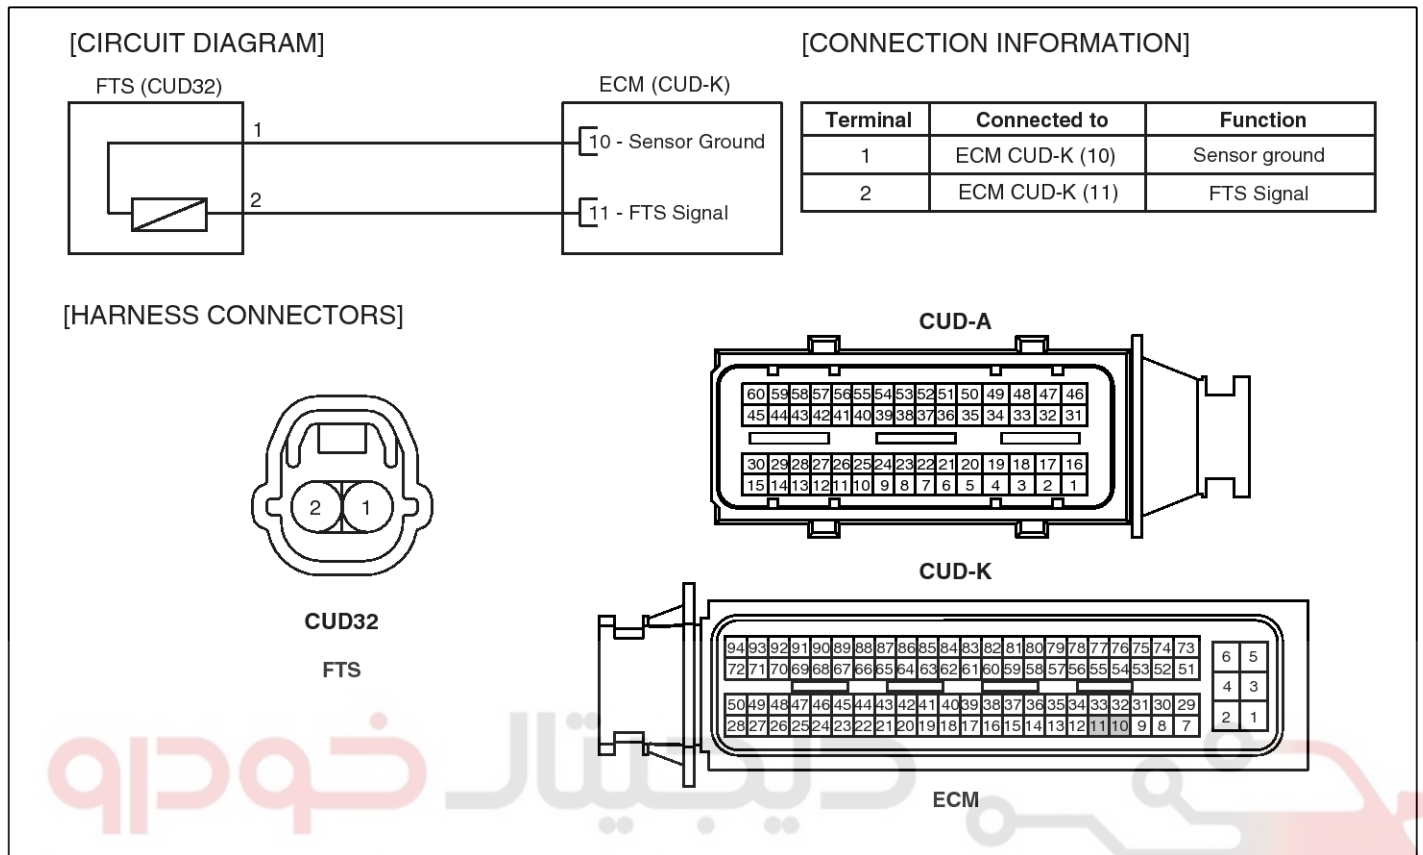 [CIRCUIT DIAGRAM]
FTS (CUD32)
ECM (CUD-K)
1
10 - Sensor Ground
2
11 - FTS Signal
[CONNECTION INFORMATION]
Terminal Connected to Function
1 ECM CUD-K (10) Sensor ground
2 ECM CUD-K (11) FTS Signal
[HARNESS CONNECTORS]
2 1
CUD32
FTS
CUD-A
60 59 58 57 56 55 54 53 52 51 50 49 48 47 46
45 44 43 42 41 40 39 38 37 36 35 34 33 32 31
30 29 28 27 26 25 24 23 22 21 20 19 18 17 16
15 14 13 12 11 10 9 8 7 6 5 4 3 2 1
CUD-K
94 93 92 91 90 89 88 87 86 85 84 83 82 81 80 79 78 77 76 75 74 73
72 71 70 69 68 67 66 65 64 63 62 61 60 59 58 57 56 55 54 53 52 51
50 49 48 47 46 45 44 43 42 41 40 39 38 37 36 35 34 33 32 31 30 29
28 27 26 25 24 23 22 21 20 19 18 17 16 15 14 13 12 11 10 9 8 7
6 5
4 3
2 1
ECM
دیجیتال خودرو